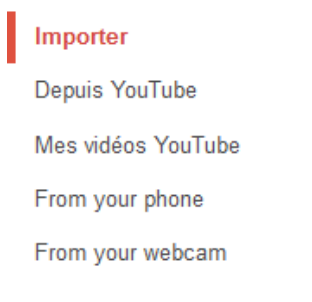 Importer
Depuis YouTube
Mes vidéos YouTube
From your phone
From your webcam